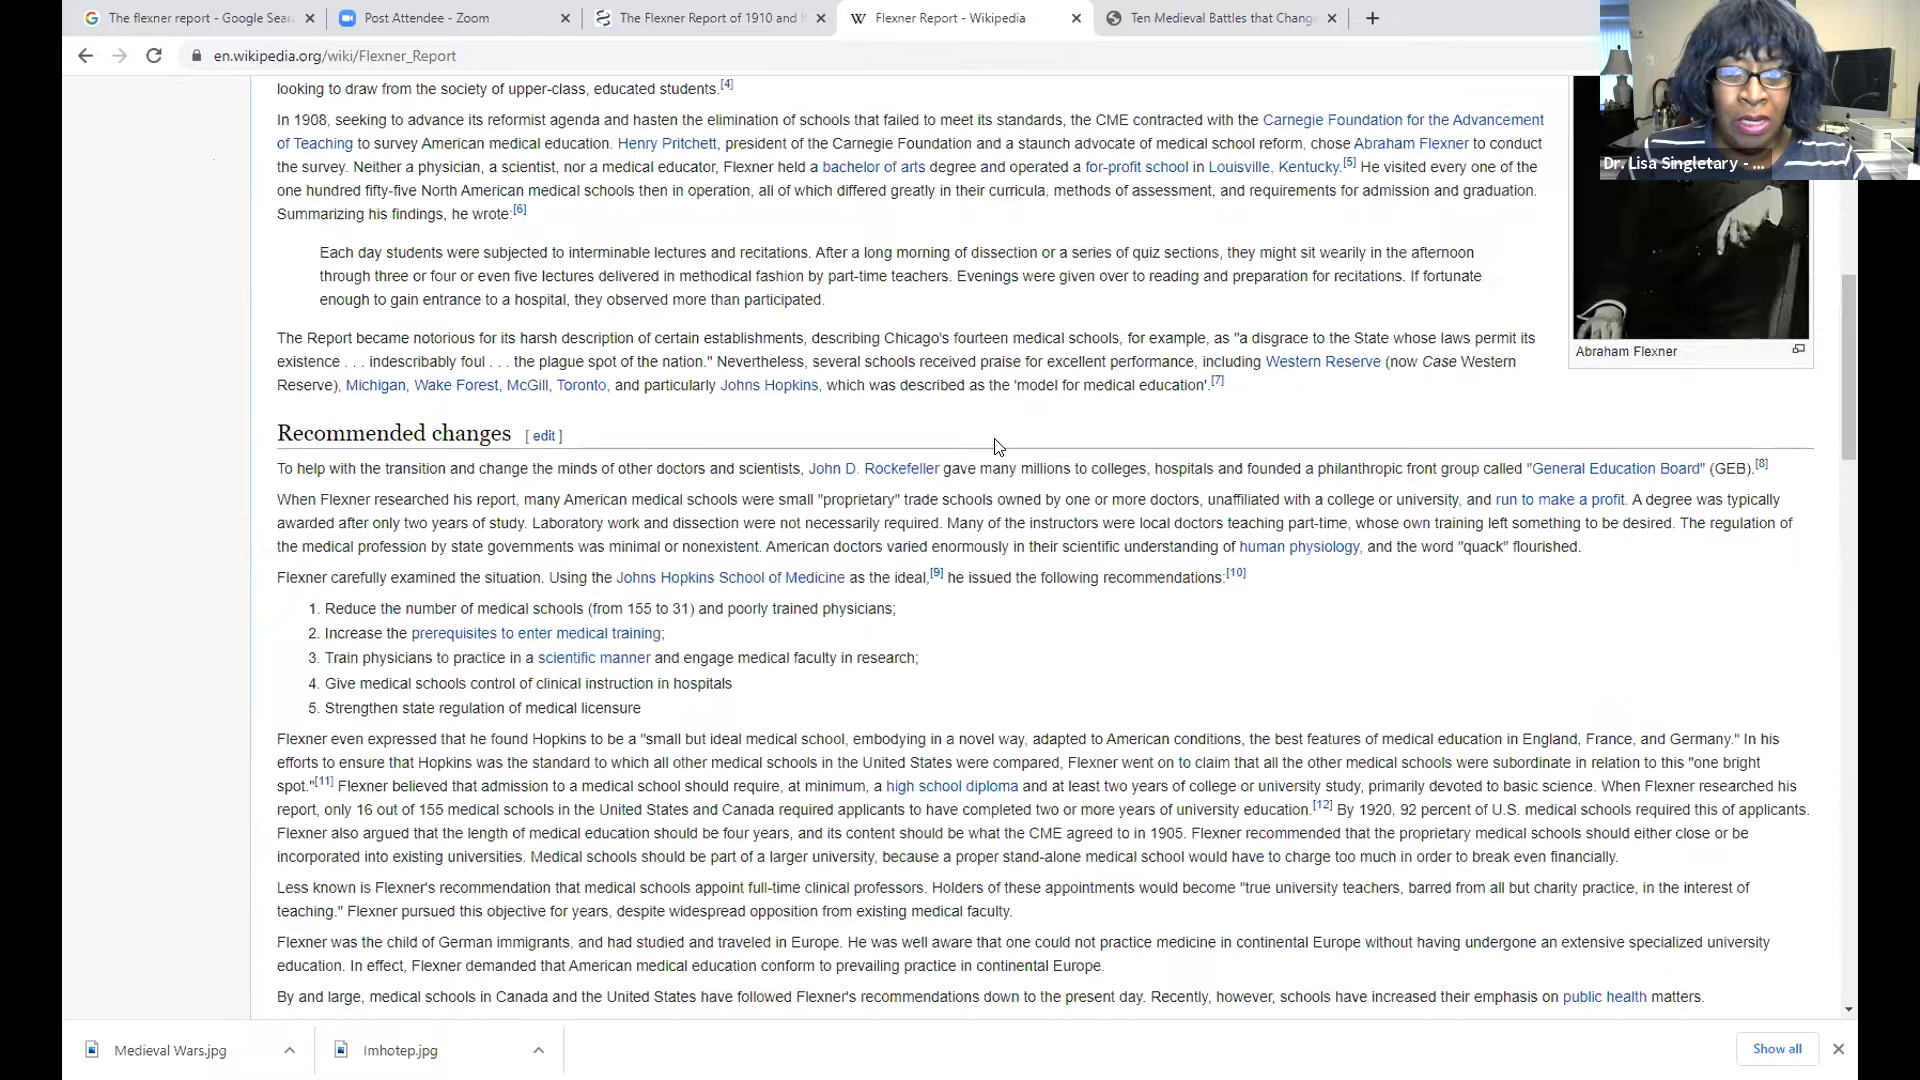 The flexner report - Google Sear
Post Attendee - Zoom
The Flexner Report of 1910 and
W Flexner Report - Wikipedia
Ten Medieval Battles that Chang
en.wikipedia.org/wiki/Flexner_Report
looking to draw from the society of upper-class, educated students.[4]
In 1908, seeking to advance its reformist agenda and hasten the elimination of schools that failed to meet its standards, the CME contracted with the Carnegie Foundation for the Advancement
of Teaching to survey American medical education. Henry Pritchett, president of the Carnegie Foundation and a staunch advocate of medical school reform, chose Abraham Flexner to conduct
the survey. Neither a physician, a scientist, nor a medical educator, Flexner held a bachelor of arts degree and operated a for-profit school in Louisville, Kentucky.[5] He visited every one of the
one hundred fifty-five North American medical schools then in operation, all of which differed greatly in their curricula, methods of assessment, and requirements for admission and graduation.
Summarizing his findings, he wrote:[6]
Each day students were subjected to interminable lectures and recitations. After a long morning of dissection or a series of quiz sections, they might sit wearily in the afternoon
through three or four or even five lectures delivered in methodical fashion by part-time teachers. Evenings were given over to reading and preparation for recitations. If fortunate
enough to gain entrance to a hospital, they observed more than participated.
The Report became notorious for its harsh description of certain establishments, describing Chicago's fourteen medical schools, for example, as "a disgrace to the State whose laws permit its
existence . . . indescribably foul . . . the plague spot of the nation." Nevertheless, several schools received praise for excellent performance, including Western Reserve (now Case Western
Reserve), Michigan, Wake Forest, McGill, Toronto, and particularly Johns Hopkins, which was described as the 'model for medical education'.[7]
Dr. Lisa Singletary - ...
Abraham Flexner
Recommended changes [ edit ]
To help with the transition and change the minds of other doctors and scientists, John D. Rockefeller gave many millions to colleges, hospitals and founded a philanthropic front group called "General Education Board" (GEB).[8]
When Flexner researched his report, many American medical schools were small "proprietary" trade schools owned by one or more doctors, unaffiliated with a college or university, and run to make a profit. A degree was typically
awarded after only two years of study. Laboratory work and dissection were not necessarily required. Many of the instructors were local doctors teaching part-time, whose own training left something to be desired. The regulation of
the medical profession by state governments was minimal or nonexistent. American doctors varied enormously in their scientific understanding of human physiology, and the word "quack" flourished.
Flexner carefully examined the situation. Using the Johns Hopkins School of Medicine as the ideal,[9] he issued the following recommendations:[10]
1. Reduce the number of medical schools (from 155 to 31) and poorly trained physicians;
2. Increase the prerequisites to enter medical training;
3. Train physicians to practice in a scientific manner and engage medical faculty in research;
4. Give medical schools control of clinical instruction in hospitals
5. Strengthen state regulation of medical licensure
Flexner even expressed that he found Hopkins to be a "small but ideal medical school, embodying in a novel way, adapted to American conditions, the best features of medical education in England, France, and Germany." In his
efforts to ensure that Hopkins was the standard to which all other medical schools in the United States were compared, Flexner went on to claim that all the other medical schools were subordinate in relation to this "one bright
spot."[11] Flexner believed that admission to a medical school should require, at minimum, a high school diploma and at least two years of college or university study, primarily devoted to basic science. When Flexner researched his
report, only 16 out of 155 medical schools in the United States and Canada required applicants to have completed two or more years of university education.[12] By 1920, 92 percent of U.S. medical schools required this of applicants.
Flexner also argued that the length of medical education should be four years, and its content should be what the CME agreed to in 1905. Flexner recommended that the proprietary medical schools should either close or be
incorporated into existing universities. Medical schools should be part of a larger university, because a proper stand-alone medical school would have to charge too much in order to break even financially.
Less known is Flexner's recommendation that medical schools appoint full-time clinical professors. Holders of these appointments would become "true university teachers, barred from all but charity practice, in the interest of
teaching." Flexner pursued this objective for years, despite widespread opposition from existing medical faculty.
Flexner was the child of German immigrants, and had studied and traveled in Europe. He was well aware that one could not practice medicine in continental Europe without having undergone an extensive specialized university
education. In effect, Flexner demanded that American medical education conform to prevailing practice in continental Europe.
By and large, medical schools in Canada and the United States have followed Flexner's recommendations down to the present day. Recently, however, schools have increased their emphasis on public health matters.
Medieval Wars.jpg
Imhotep.jpg
Show all